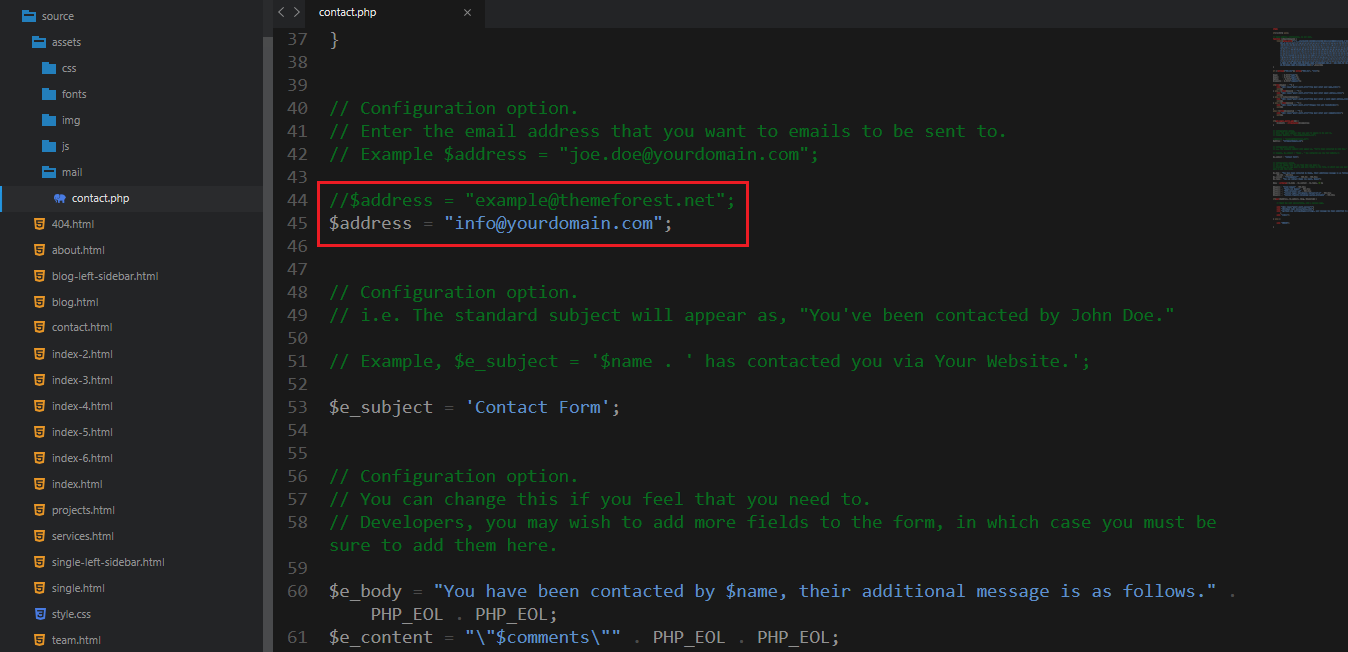 source
assets
css
fonts
img
js
mail
contact.php
404.html
about.html
blog-left-sidebar.html
blog.html
contact.html
index-2.html
index-3.html
index-4.html
index-5.html
index-6.html
index.html
projects.html
services.html
single-left-sidebar.html
single.html
style.css
team.html
contact.php ×
37 }
38
39
40 // Configuration option.
41 // Enter the email address that you want to emails to be sent to.
42 // Example $address = "joe.doe@yourdomain.com";
43
44 //$address = "example@themeforest.net";
45 $address = "info@yourdomain.com";
46
47
48 // Configuration option.
49 // i.e. The standard subject will appear as, "You've been contacted by John Doe."
50
51 // Example, $e_subject = '$name . ' has contacted you via Your Website.';
52
53 $e_subject = 'Contact Form';
54
55
56 // Configuration option.
57 // You can change this if you feel that you need to.
58 // Developers, you may wish to add more fields to the form, in which case you must be
sure to add them here.
59
60 $e_body = "You have been contacted by $name, their additional message is as follows." .
PHP_EOL . PHP_EOL;
61 $e_content = "\"$comments\"" . PHP_EOL . PHP_EOL;